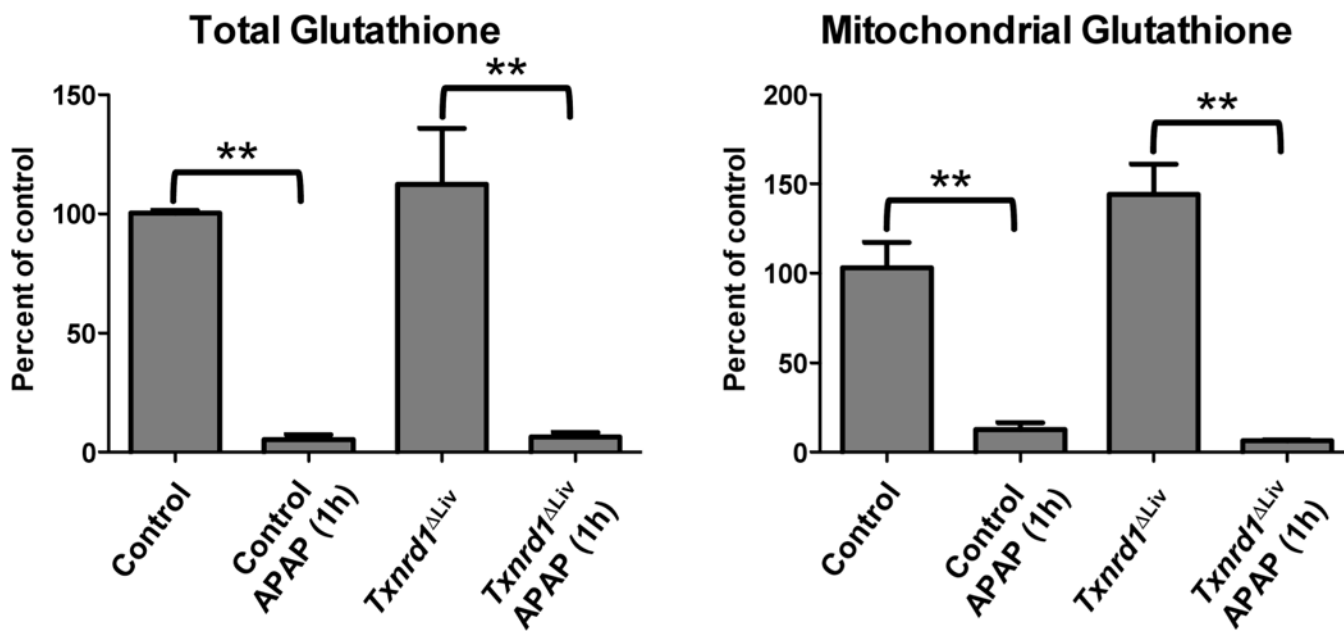 Total Glutathione
**
**
150
100
50
0
Percent of control
Control
Control
APAP (1h)
Txnrd1ΔLiv
Txnrd1ΔLiv
APAP (1h)
Mitochondrial Glutathione
**
**
200
150
100
50
0
Percent of control
Control
Control
APAP (1h)
Txnrd1ΔLiv
Txnrd1ΔLiv
APAP (1h)